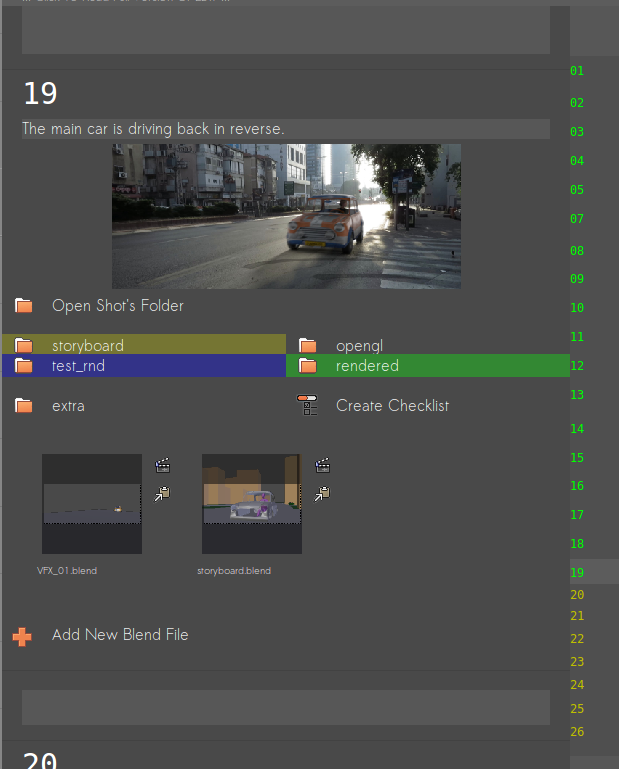 19
The main car is driving back in reverse.
Open Shot's Folder
storyboard
opengl
test_rnd
rendered
extra
Create Checklist
VFX_01.blend
storyboard.blend
Add New Blend File
20
01
02
03
04
05
07
08
09
10
11
12
13
14
15
16
17
18
19
20
21
22
23
24
25
26